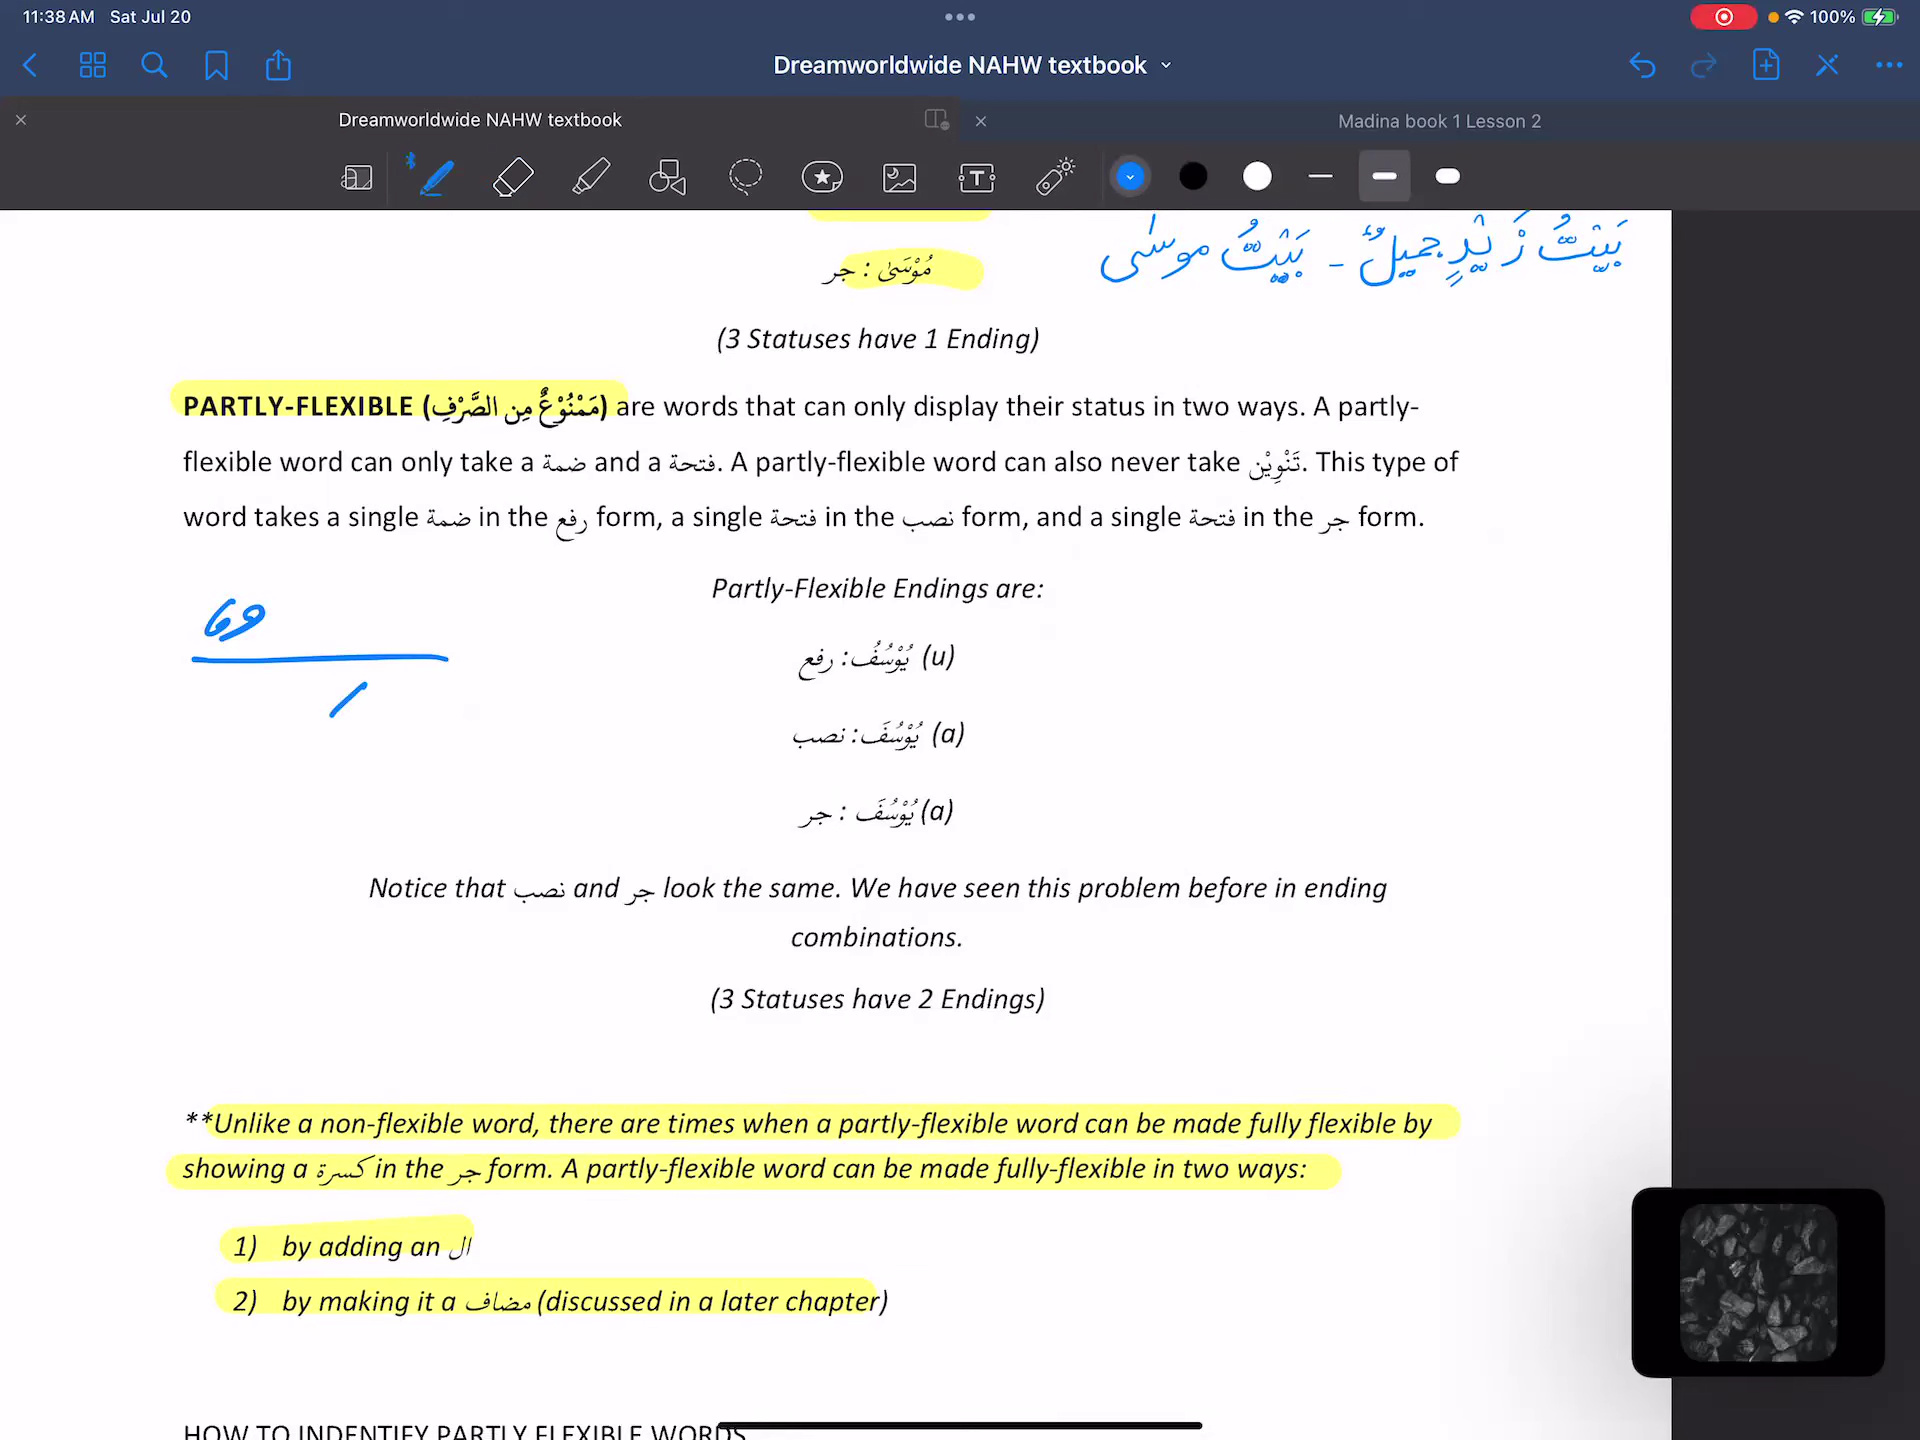 11:38 AM Sat Jul 20
100%
Dreamworldwide NAHW textbook
Dreamworldwide NAHW textbook
Madina book 1 Lesson 2
بَيْتُ زَيْدٍ جميلٌ - بَيْتُ موسٰى
مُوْسَىٰ : جر
(3 Statuses have 1 Ending)
PARTLY-FLEXIBLE (مَمْنُوْعٌ مِن الصَّرْفِ) are words that can only display their status in two ways. A partly-
flexible word can only take a ضمة and a فتحة. A partly-flexible word can also never take تَنْوِيْن. This type of
word takes a single ضمة in the رفع form, a single فتحة in the نصب form, and a single فتحة in the جر form.
Partly-Flexible Endings are:
(u) يُوْسُفُ: رفع
(a) يُوْسُفَ: نصب
(a) يُوْسُفَ : جر
Notice that نصب and جر look the same. We have seen this problem before in ending
combinations.
(3 Statuses have 2 Endings)
**Unlike a non-flexible word, there are times when a partly-flexible word can be made fully flexible by
showing a كسرة in the جر form. A partly-flexible word can be made fully-flexible in two ways:
1) by adding an ال
2) by making it a مضاف (discussed in a later chapter)
HOW TO INDENTIFY PARTLY FLEXIBLE WORDS